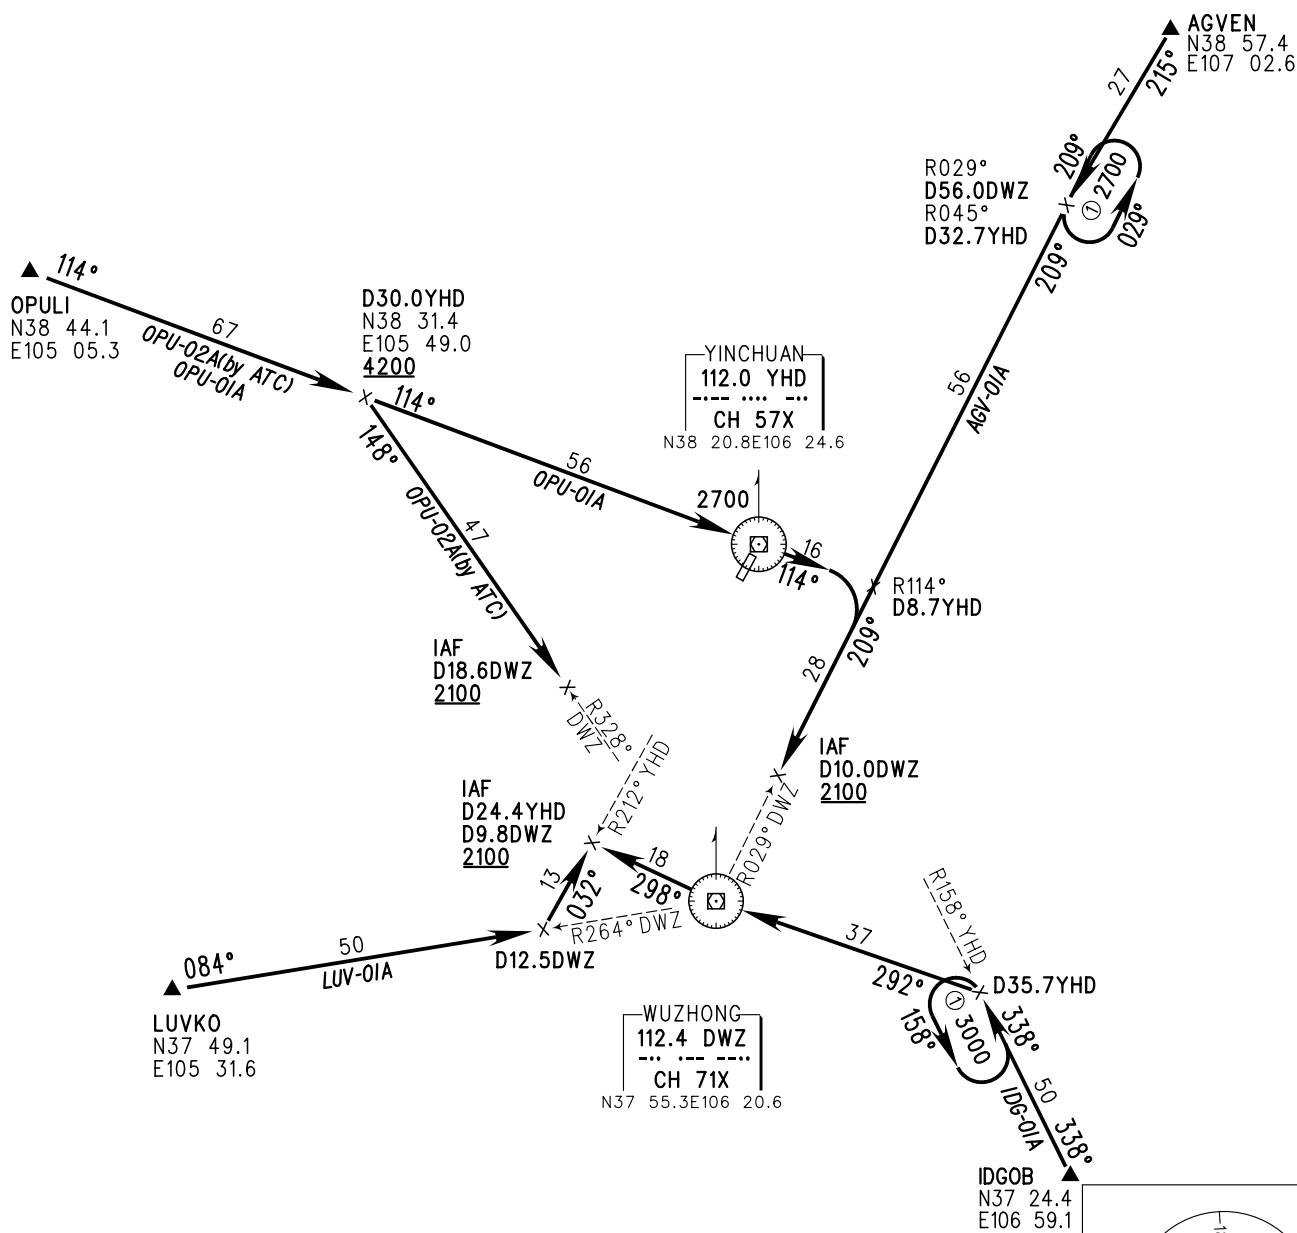 AGVEN
N38 57.4
E107 02.6
27
215°
209°
① 2700
029°
R029°
D56.0DWZ
R045°
D32.7YHD
209°
56
AGV-01A
114°
OPULI
N38 44.1
E105 05.3
67
OPU-02A(by ATC)
OPU-01A
D30.0YHD
N38 31.4
E105 49.0
4200
114°
148°
56
OPU-01A
47
OPU-02A(by ATC)
YINCHUAN
112.0 YHD
CH 57X
N38 20.8E106 24.6
2700
16
114°
R114°
D8.7YHD
209°
28
IAF
D18.6DWZ
2100
R328°
DWZ
IAF
D10.0DWZ
2100
R029° DWZ
IAF
D24.4YHD
D9.8DWZ
2100
R212° YHD
18
298°
13
032°
R264° DWZ
D12.5DWZ
084°
50
LUV-01A
LUVKO
N37 49.1
E105 31.6
WUZHONG
112.4 DWZ
CH 71X
N37 55.3E106 20.6
37
292°
R158° YHD
D35.7YHD
① 3000
158°
338°
50
IDG-01A
338°
IDGOB
N37 24.4
E106 59.1